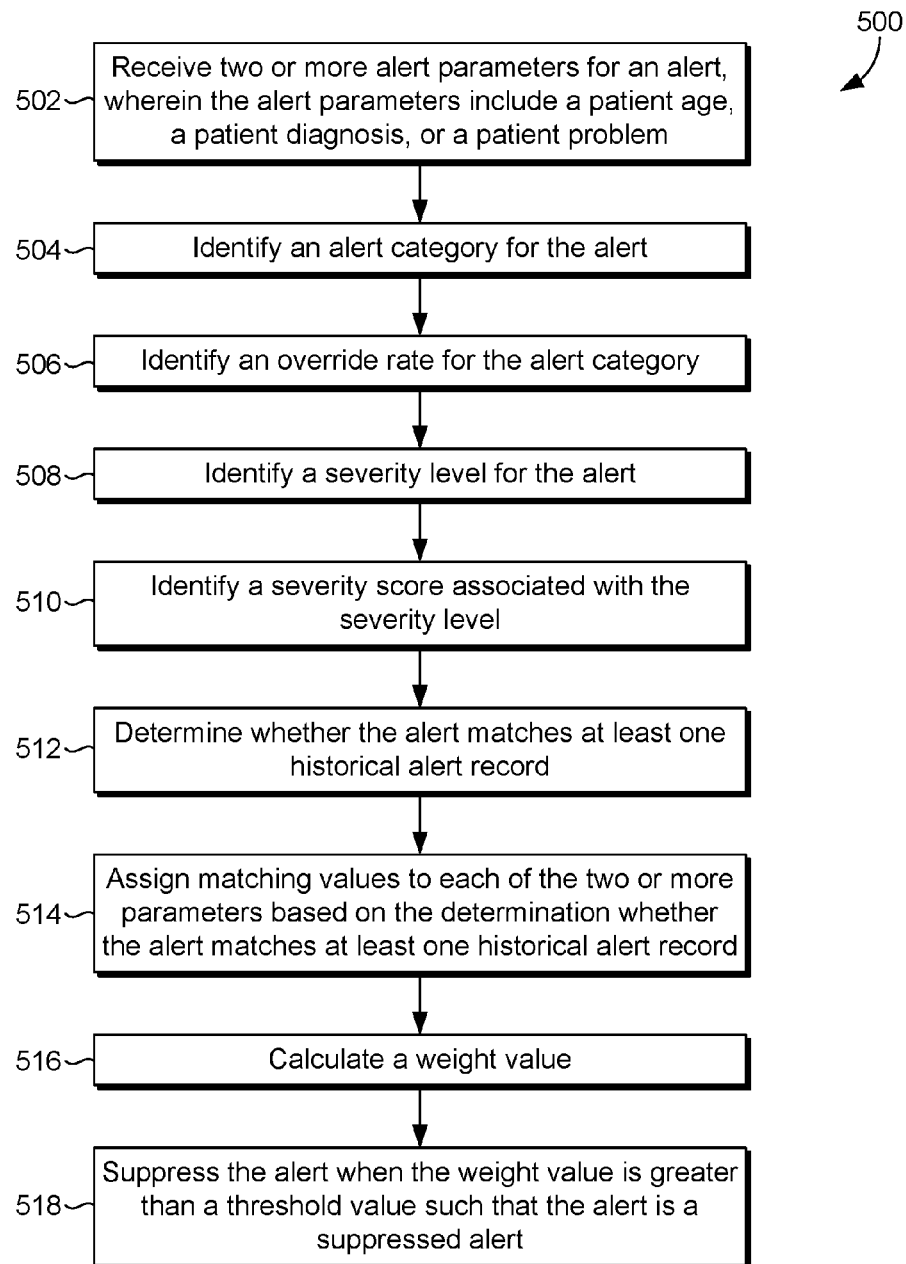 500
502
Receive two or more alert parameters for an alert,
wherein the alert parameters include a patient age,
a patient diagnosis, or a patient problem
504
Identify an alert category for the alert
506
Identify an override rate for the alert category
508
Identify a severity level for the alert
510
Identify a severity score associated with the
severity level
512
Determine whether the alert matches at least one
historical alert record
514
Assign matching values to each of the two or more
parameters based on the determination whether
the alert matches at least one historical alert record
516
Calculate a weight value
518
Suppress the alert when the weight value is greater
than a threshold value such that the alert is a
suppressed alert